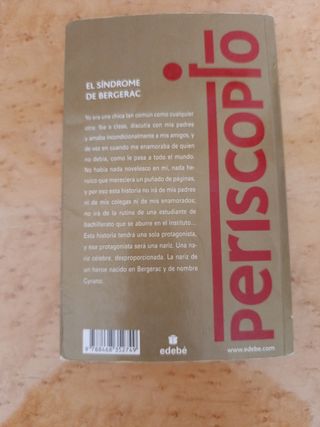 EL SÍNDROME
DE BERGERAC
Yo era una chica tan común como cualquier
otra. Iba a clase, discutía con mis padres
y amaba incondicionalmente a mis amigos, y
de vez en cuando me enamoraba de quien
no debía, como le pasa a todo el mundo.
No había nada novelesco en mí, nada he-
roico que mereciera un puñado de páginas,
y por eso esta historia no irá de mis padres
ni de mis colegas ni de mis enamorados;
no irá de la rutina de una estudiante de
bachillerato que se aburre en el instituto...
Esta historia tendrá una sola protagonista,
y esa protagonista será una nariz. Una na-
riz célebre, desproporcionada. La nariz de
un héroe nacido en Bergerac y de nombre
Cyrano.
periscopio
9 788468 352749
edebé
www.edebe.com